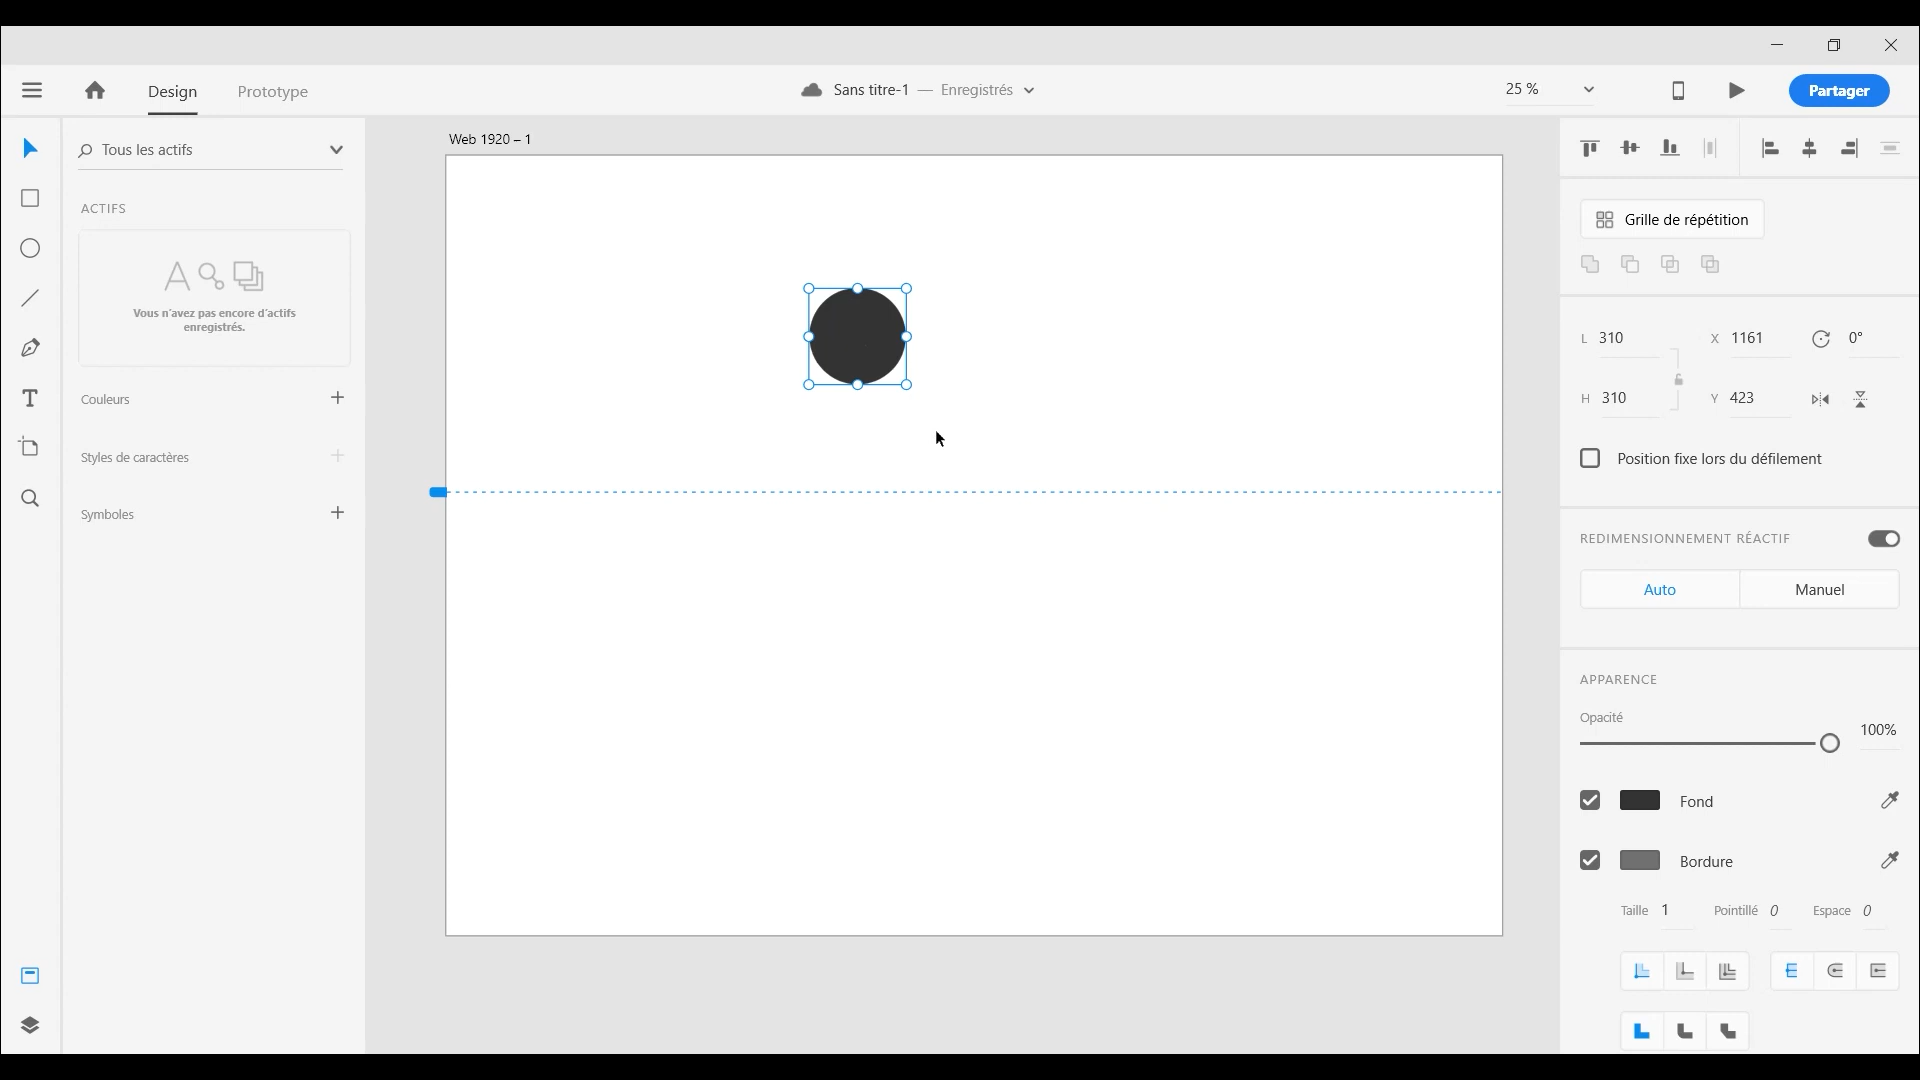 Design
Prototype
Sans titre-1 — Enregistrés
25 %
Partager
Tous les actifs
Web 1920 – 1
ACTIFS
Vous n'avez pas encore d'actifs
enregistrés.
Couleurs
Styles de caractères
Symboles
Grille de répétition
L 310
X 1161
0°
H 310
Y 423
Position fixe lors du défilement
REDIMENSIONNEMENT RÉACTIF
Auto
Manuel
APPARENCE
Opacité
100%
Fond
Bordure
Taille 1
Pointillé 0
Espace 0